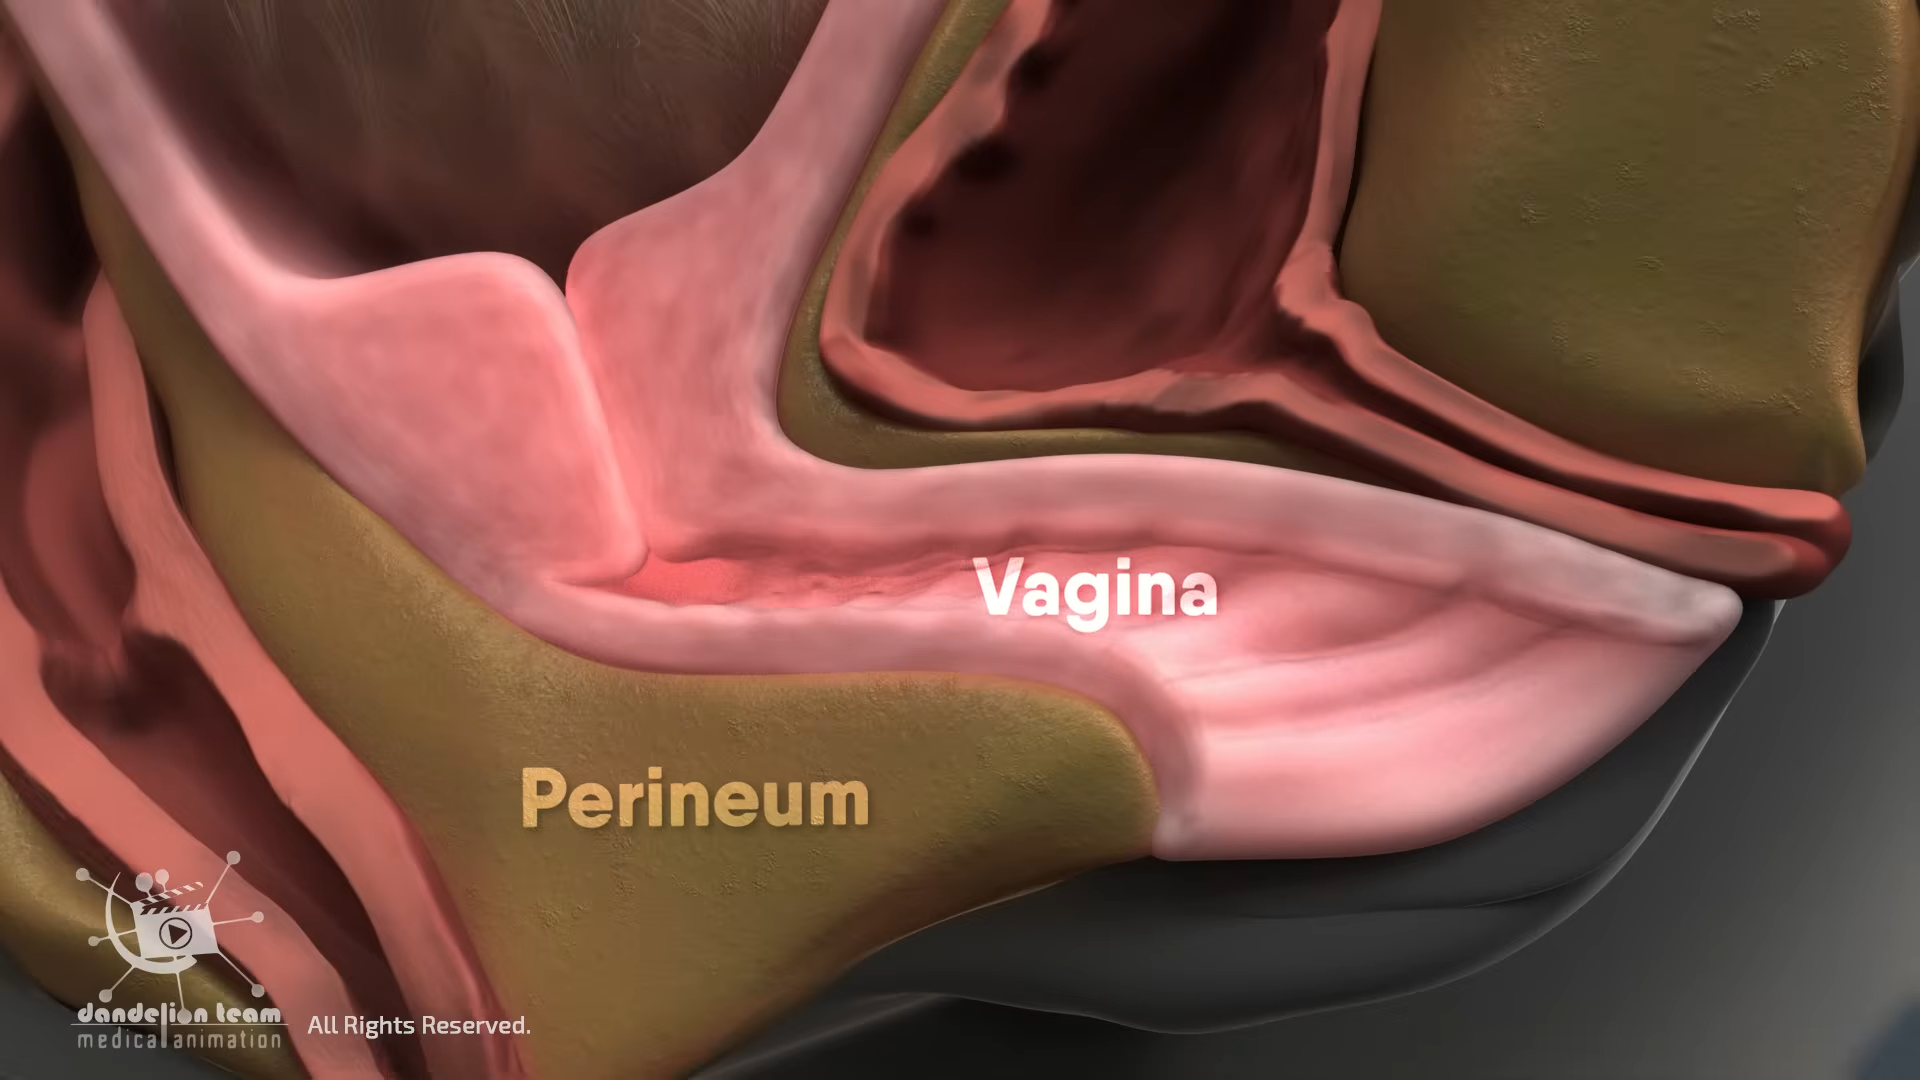 Vagina
Perineum
dandelion team
medical animation
All Rights Reserved.